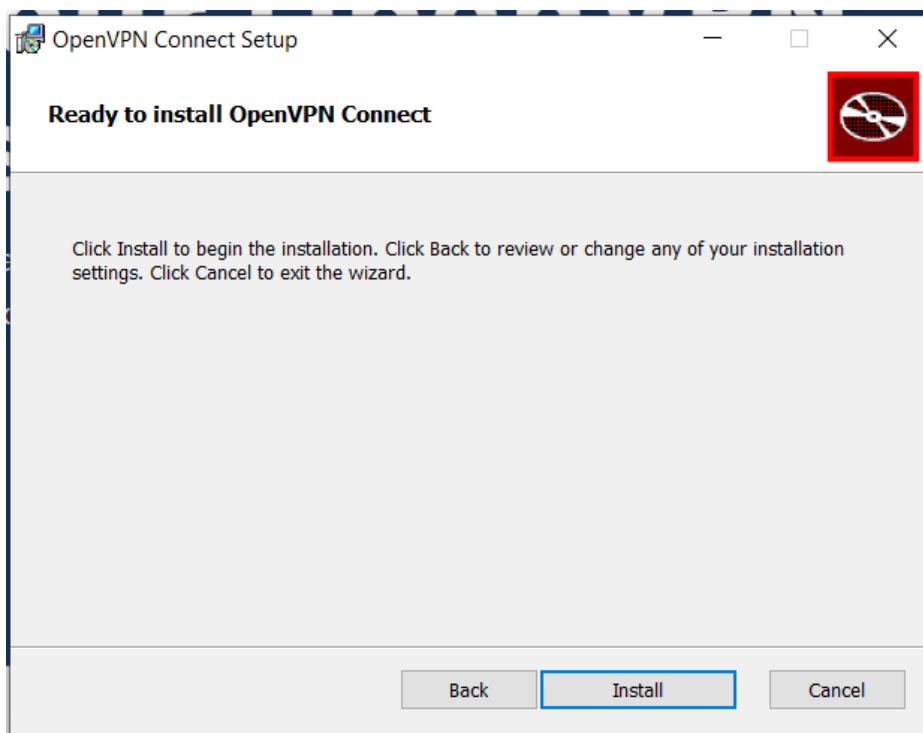 OpenVPN Connect Setup
Ready to install OpenVPN Connect
Click Install to begin the installation. Click Back to review or change any of your installation
settings. Click Cancel to exit the wizard.
Back Install Cancel